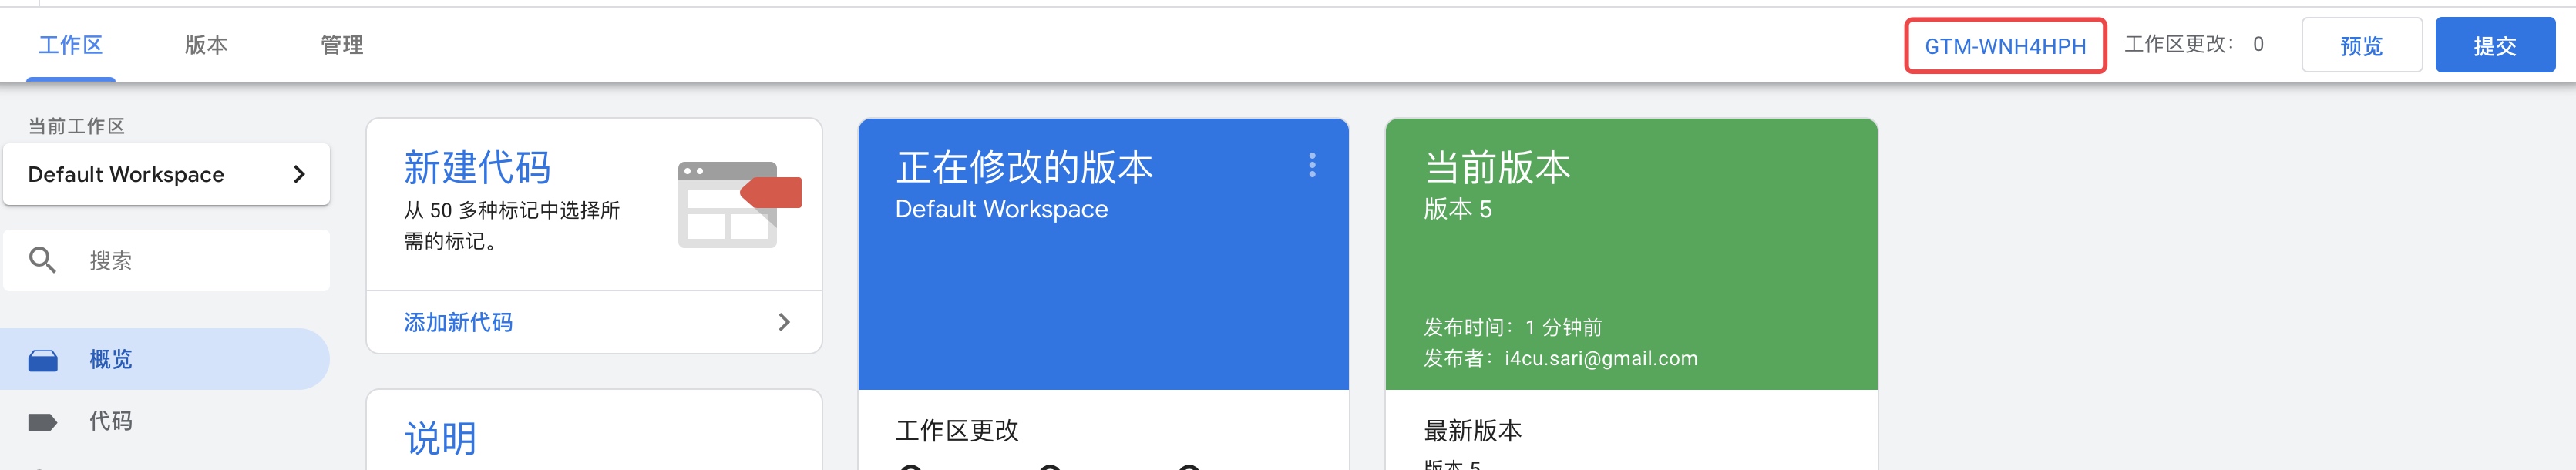 工作区
版本
管理
GTM-WNH4HPH
工作区更改： 0
预览
提交
当前工作区
Default Workspace
搜索
概览
代码
新建代码
从 50 多种标记中选择所
需的标记。
添加新代码
说明
正在修改的版本
Default Workspace
工作区更改
当前版本
版本 5
发布时间：1 分钟前
发布者：i4cu.sari@gmail.com
最新版本
版本 5